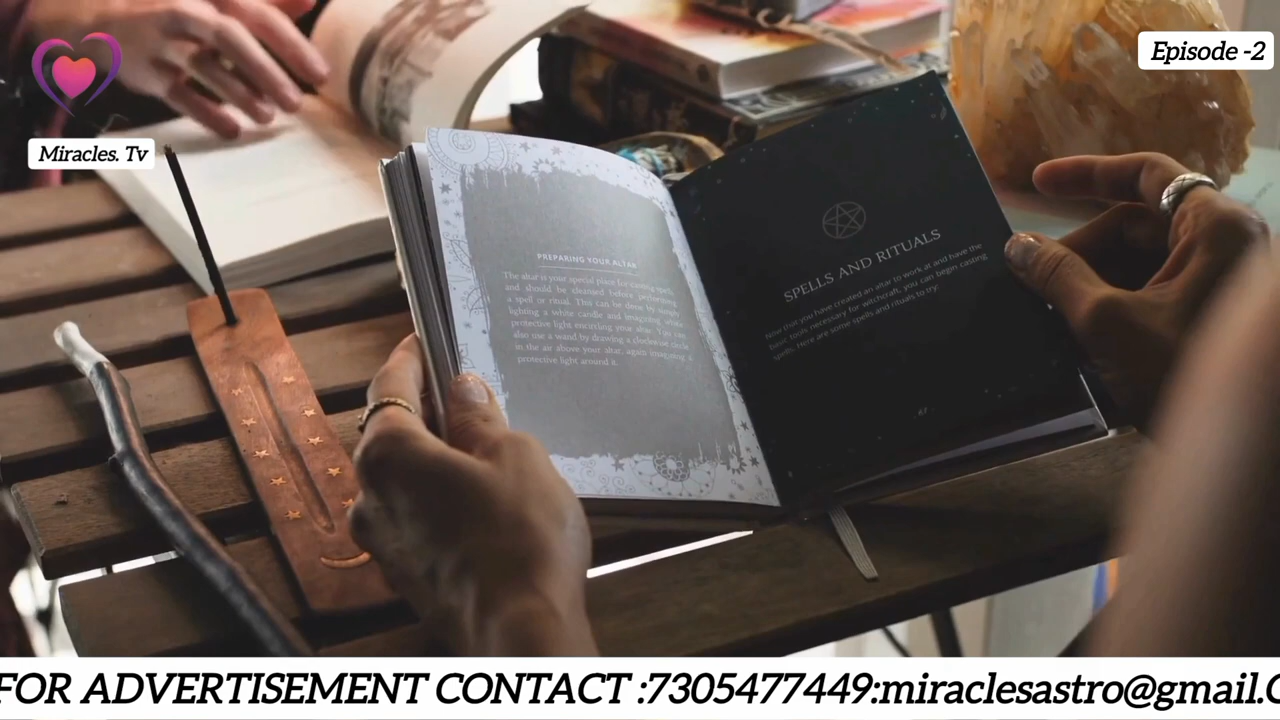 Episode -2
Miracles. Tv
PREPARING YOUR ALTAR
The altar is your special place for casting spells
and should be cleansed before performing
a spell or ritual. This can be done by simply
lighting a white candle and imagining white
protective light encircling your altar. You can
also use a wand by drawing a clockwise circle
in the air above your altar, again imagining a
protective light around it.
SPELLS AND RITUALS
Now that you have created an altar to work at and have the
basic tools necessary for witchcraft, you can begin casting
spells. Here are some spells and rituals to try:
67
FOR ADVERTISEMENT CONTACT :7305477449:miraclesastro@gmail.C